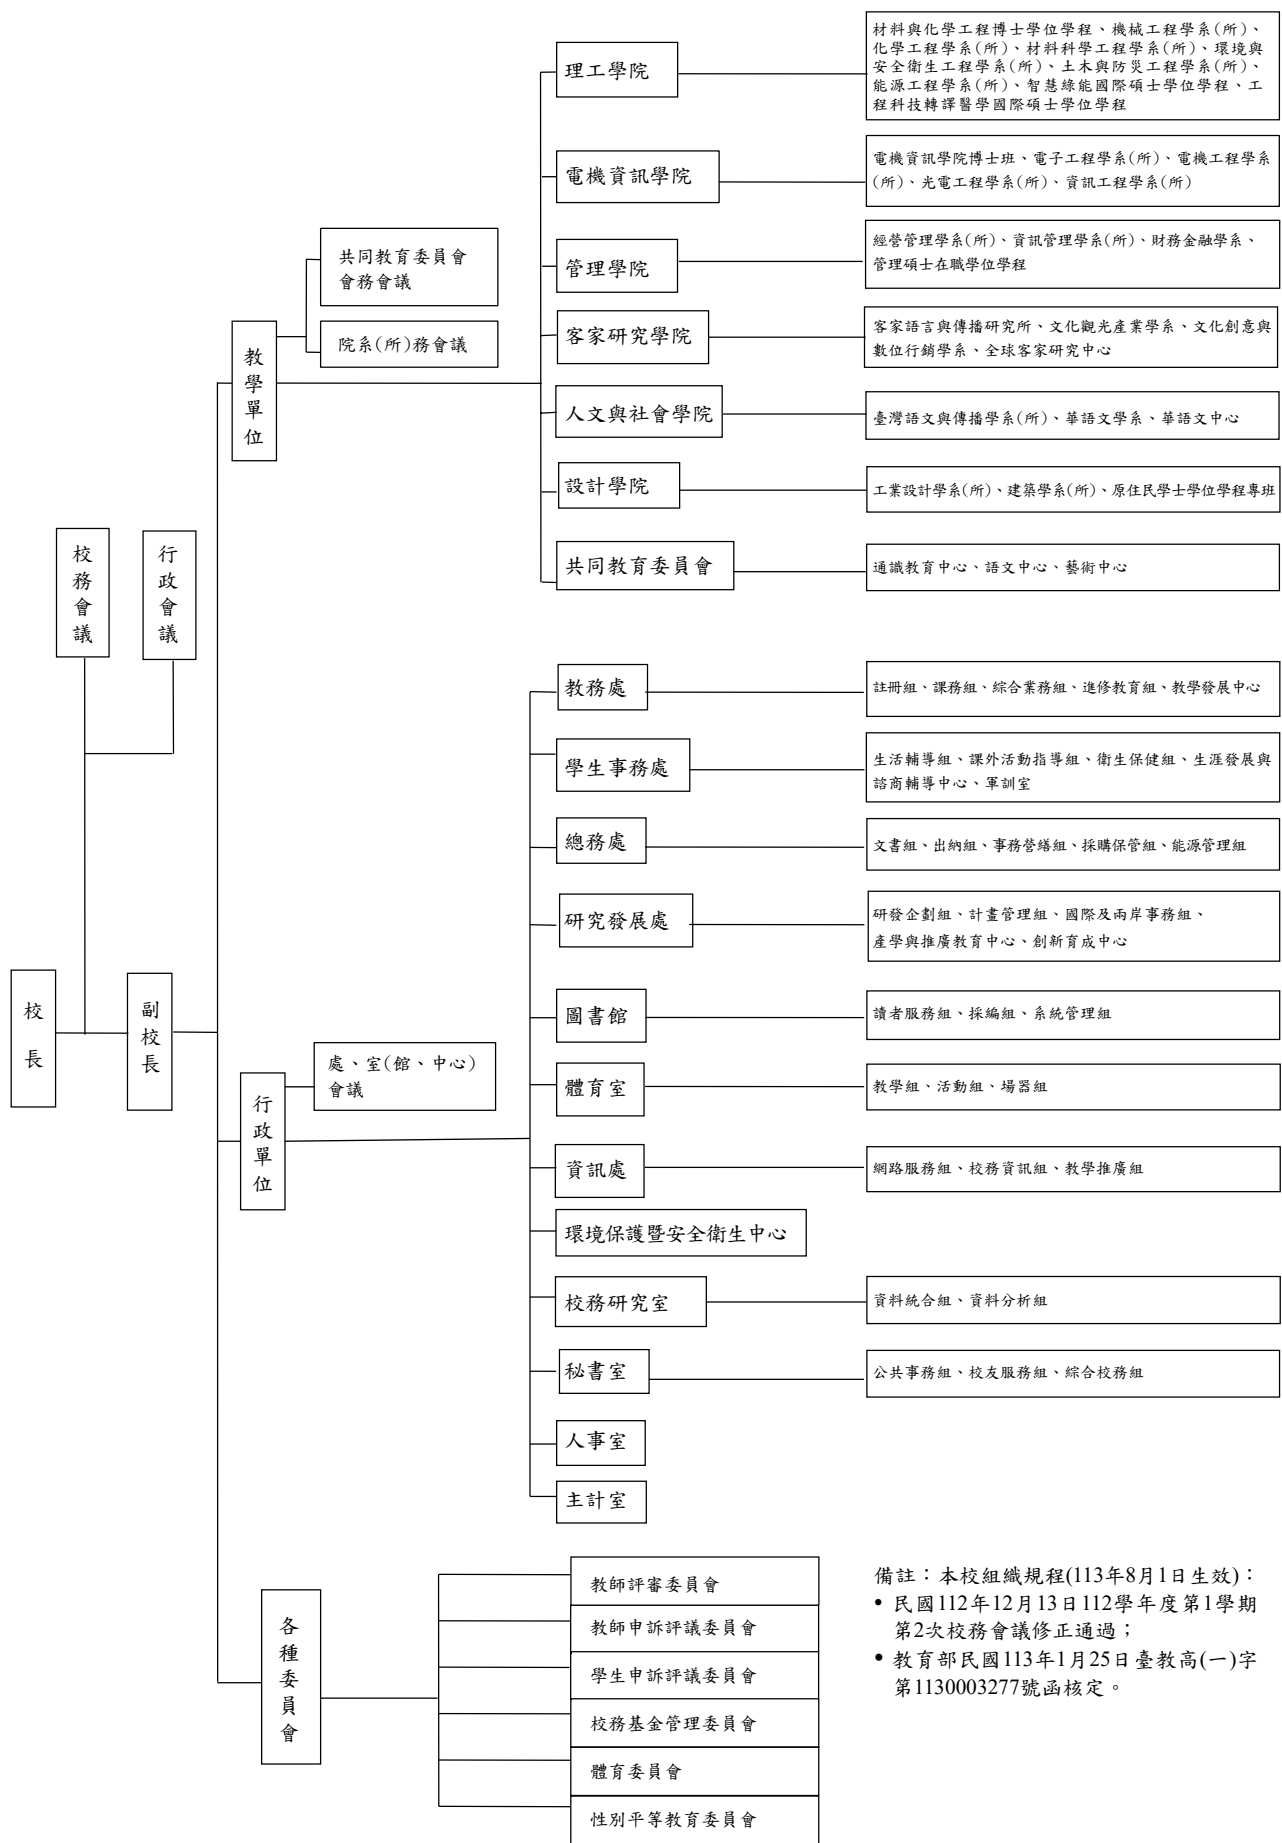 校長
副校長
校務會議
行政會議
教學單位
共同教育委員會
會務會議
院系(所)務會議
理工學院
材料與化學工程博士學位學程、機械工程學系(所)、
化學工程學系(所)、材料科學工程學系(所)、環境與
安全衛生工程學系(所)、土木與防災工程學系(所)、
能源工程學系(所)、智慧綠能國際碩士學位學程、工
程科技轉譯醫學國際碩士學位學程
電機資訊學院
電機資訊學院博士班、電子工程學系(所)、電機工程學系
(所)、光電工程學系(所)、資訊工程學系(所)
管理學院
經營管理學系(所)、資訊管理學系(所)、財務金融學系、
管理碩士在職學位學程
客家研究學院
客家語言與傳播研究所、文化觀光產業學系、文化創意與
數位行銷學系、全球客家研究中心
人文與社會學院
臺灣語文與傳播學系(所)、華語文學系、華語文中心
設計學院
工業設計學系(所)、建築學系(所)、原住民學士學位學程專班
共同教育委員會
通識教育中心、語文中心、藝術中心
行政單位
處、室(館、中心)
會議
教務處
註冊組、課務組、綜合業務組、進修教育組、教學發展中心
學生事務處
生活輔導組、課外活動指導組、衛生保健組、生涯發展與
諮商輔導中心、軍訓室
總務處
文書組、出納組、事務營繕組、採購保管組、能源管理組
研究發展處
研發企劃組、計畫管理組、國際及兩岸事務組、
產學與推廣教育中心、創新育成中心
圖書館
讀者服務組、採編組、系統管理組
體育室
教學組、活動組、場器組
資訊處
網路服務組、校務資訊組、教學推廣組
環境保護暨安全衛生中心
校務研究室
資料統合組、資料分析組
秘書室
公共事務組、校友服務組、綜合校務組
人事室
主計室
各種委員會
教師評審委員會
教師申訴評議委員會
學生申訴評議委員會
校務基金管理委員會
體育委員會
性別平等教育委員會
備註：本校組織規程(113年8月1日生效)：
• 民國112年12月13日112學年度第1學期
第2次校務會議修正通過；
• 教育部民國113年1月25日臺教高(一)字
第1130003277號函核定。